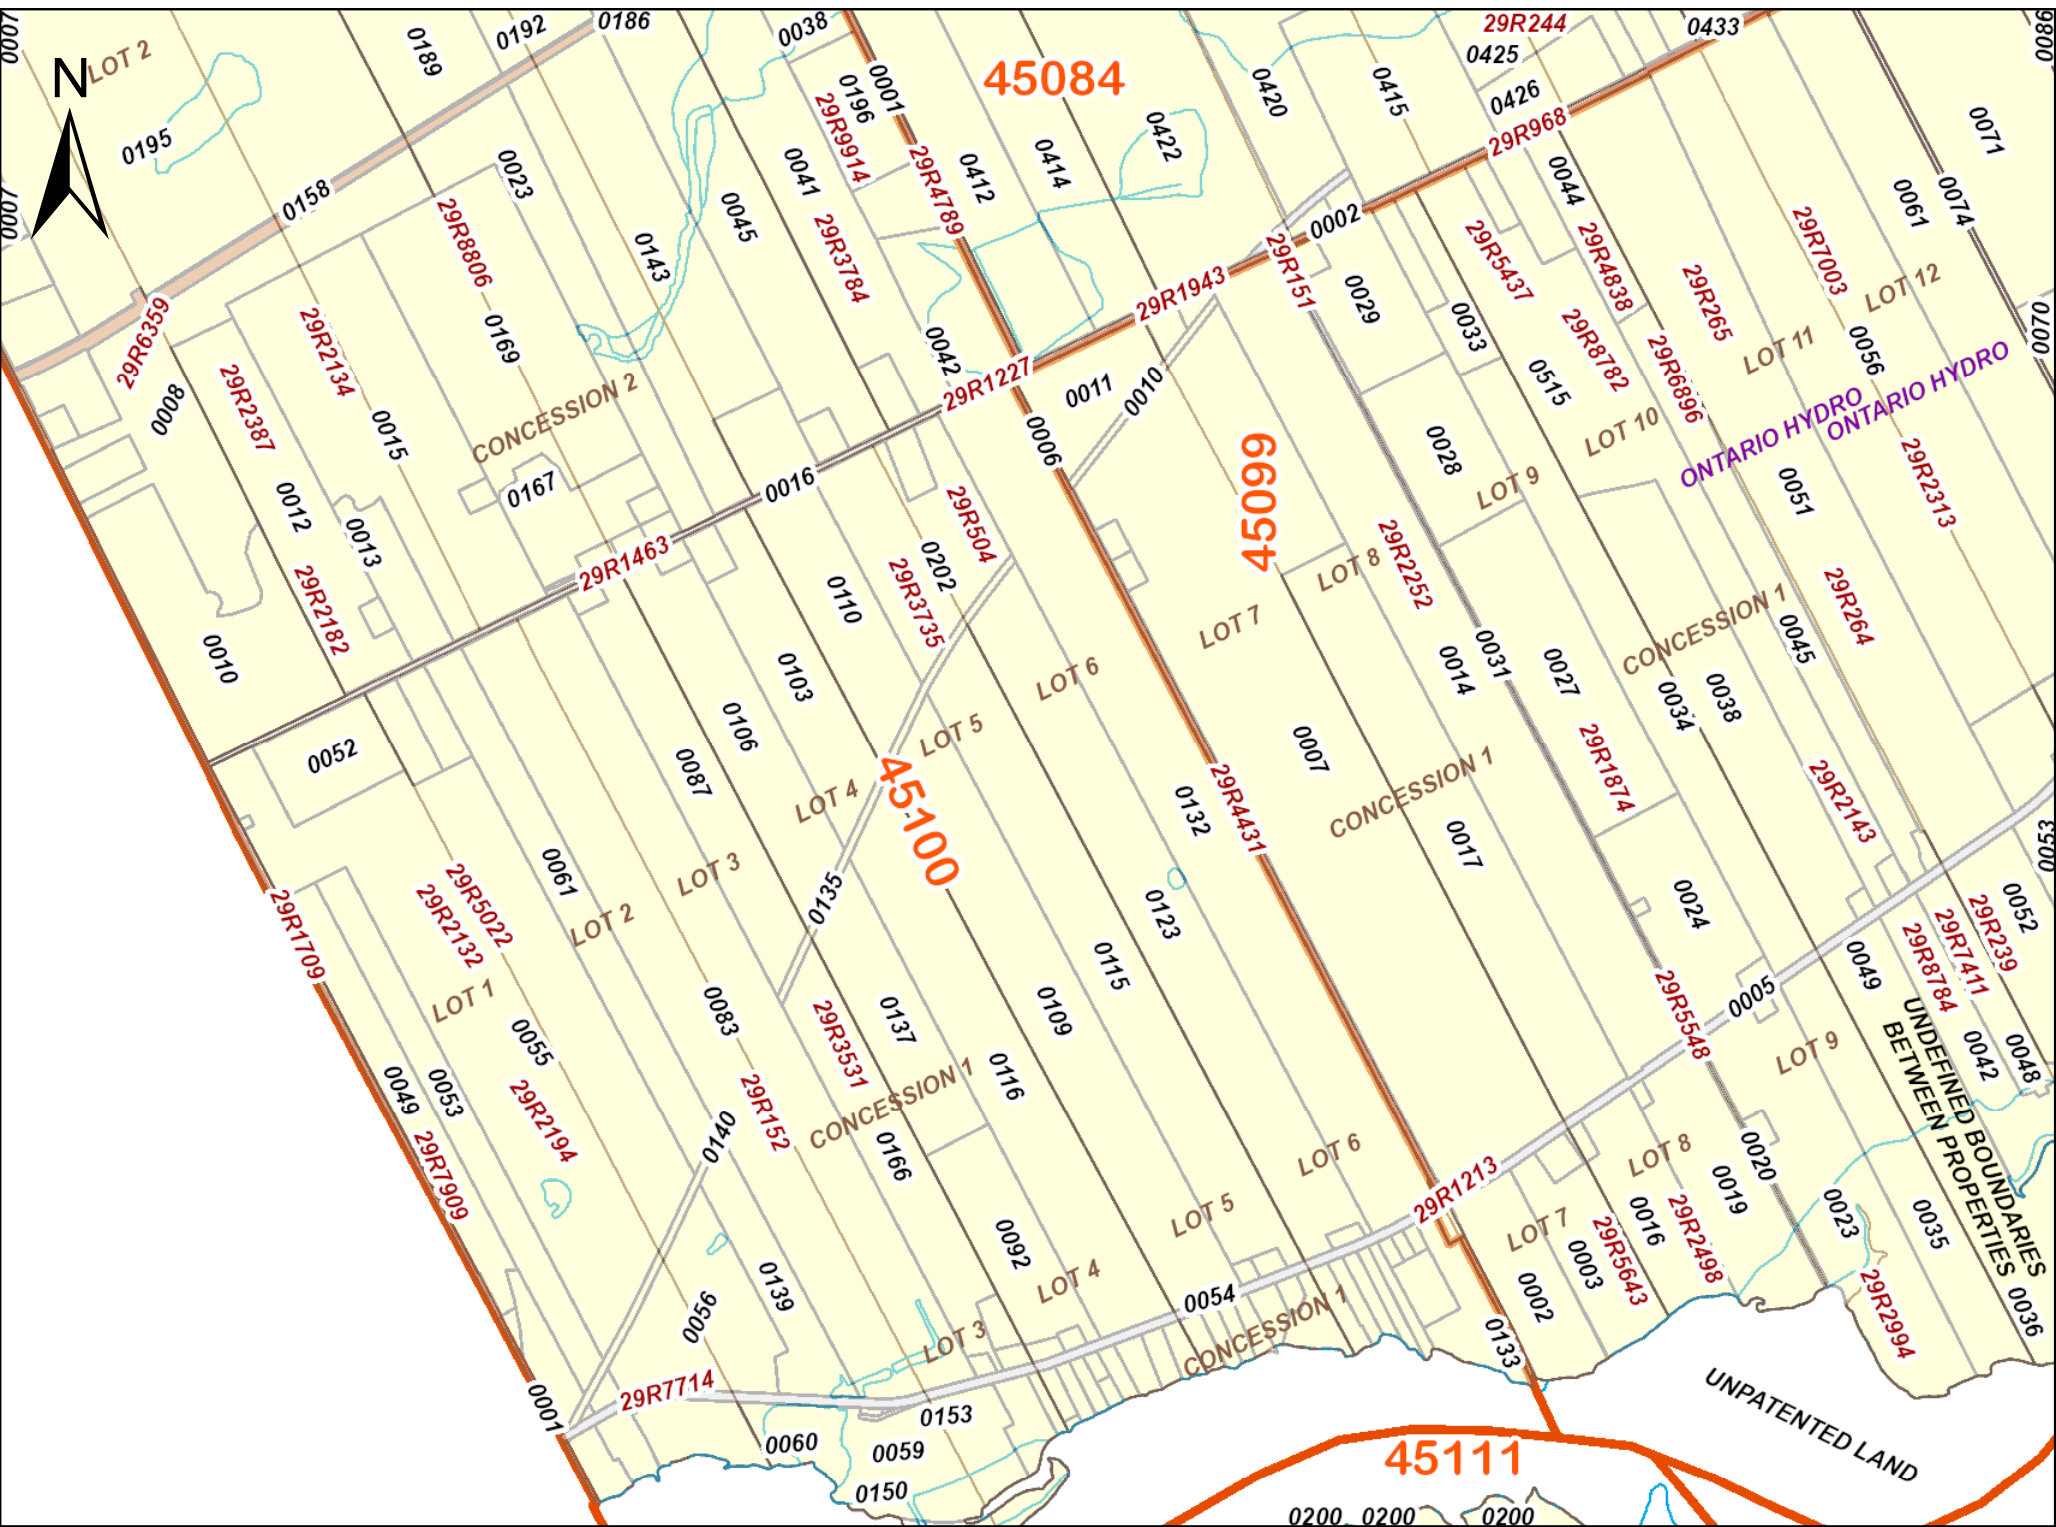 0007
LOT 2
N
0195
0007
0189
0192
0186
0038
0158
0023
29R8806
0143
0045
0041
0196
29R9914
0001
29R4789
29R3784
45084
0412
0414
0422
0420
0415
29R244
0425
0426
29R968
0433
0098
0071
0074
0061
29R7003
LOT 12
0044
29R4838
29R5437
29R265
0002
29R151
29R1943
0029
0033
0515
29R8782
29R6896
LOT 11
0056
0070
ONTARIO HYDRO
ONTARIO HYDRO
LOT 10
LOT 9
0028
29R6359
0008
29R2387
29R2134
0169
0015
CONCESSION 2
0167
0012
0013
29R2182
0010
29R1463
0016
0042
29R1227
0011
0010
0006
45099
29R504
0202
29R3735
0110
0103
0106
0087
LOT 6
LOT 5
LOT 4
45100
LOT 7
LOT 8
29R2252
0014
0031
0027
CONCESSION 1
0034
0038
0045
29R264
0051
29R2313
0052
0061
LOT 3
LOT 2
0135
0132
29R4431
0007
CONCESSION 1
0017
29R1874
29R2143
0024
0053
0052
29R239
29R7411
29R8784
0049
0005
29R5548
LOT 9
29R1709
29R5022
29R2132
LOT 1
0055
0083
29R3531
0137
0109
0115
0123
0116
CONCESSION 1
0166
29R152
0140
29R2194
0049
0053
29R7909
0042
0048
UNDEFINED BOUNDARIES
BETWEEN PROPERTIES
0020
0019
LOT 8
0016
29R2498
29R5643
LOT 7
0003
0002
29R1213
LOT 6
LOT 5
LOT 4
LOT 3
0092
0139
0056
0054
CONCESSION 1
0133
0023
0035
0036
29R2994
0001
29R7714
0153
0060
0059
0150
45111
UNPATENTED LAND
0200
0200
0200